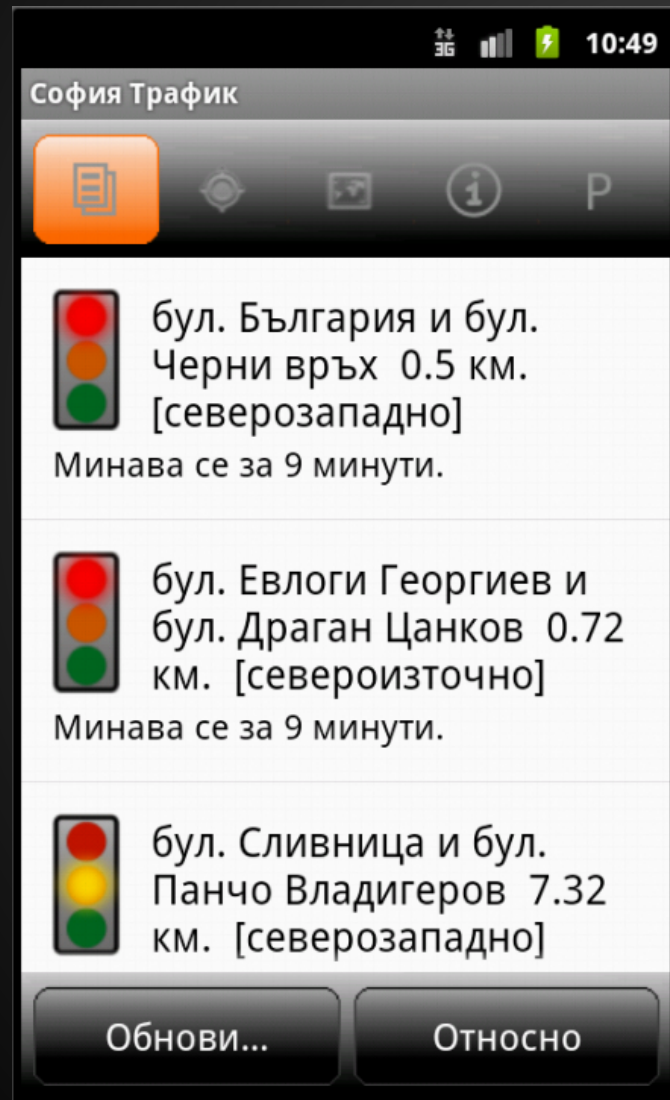 3G 10:49
София Трафик
P
бул. България и бул.
Черни връх 0.5 км.
[северозападно]
Минава се за 9 минути.
бул. Евлоги Георгиев и
бул. Драган Цанков 0.72
км. [североизточно]
Минава се за 9 минути.
бул. Сливница и бул.
Панчо Владигеров 7.32
км. [северозападно]
Обнови... Относно